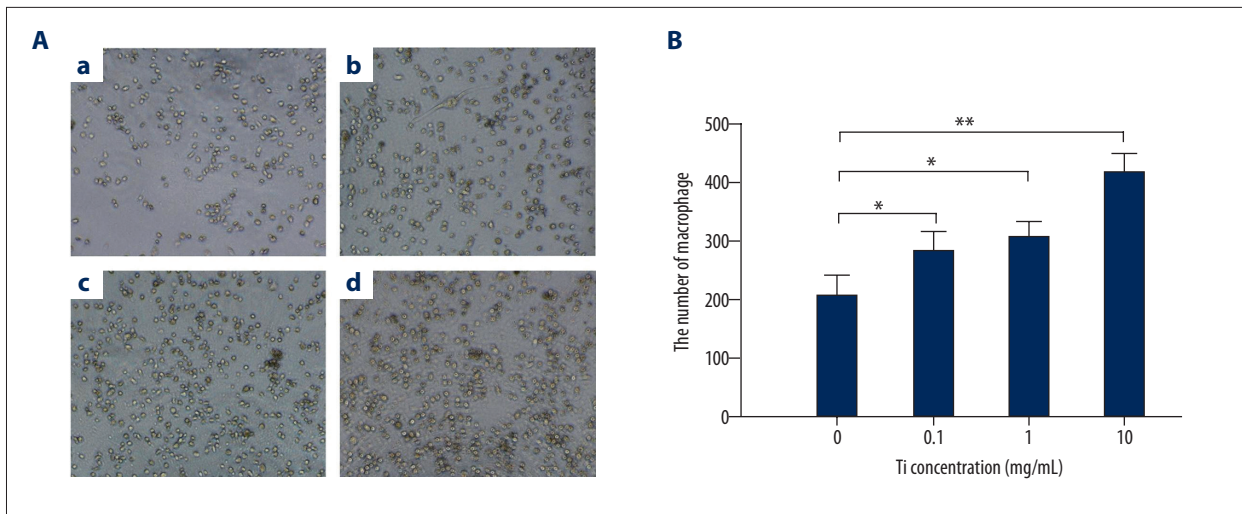 A
a
b
c
d
B
The number of macrophage
500
400
300
200
100
0
**
*
*
0 0.1 1 10
Ti concentration (mg/mL)